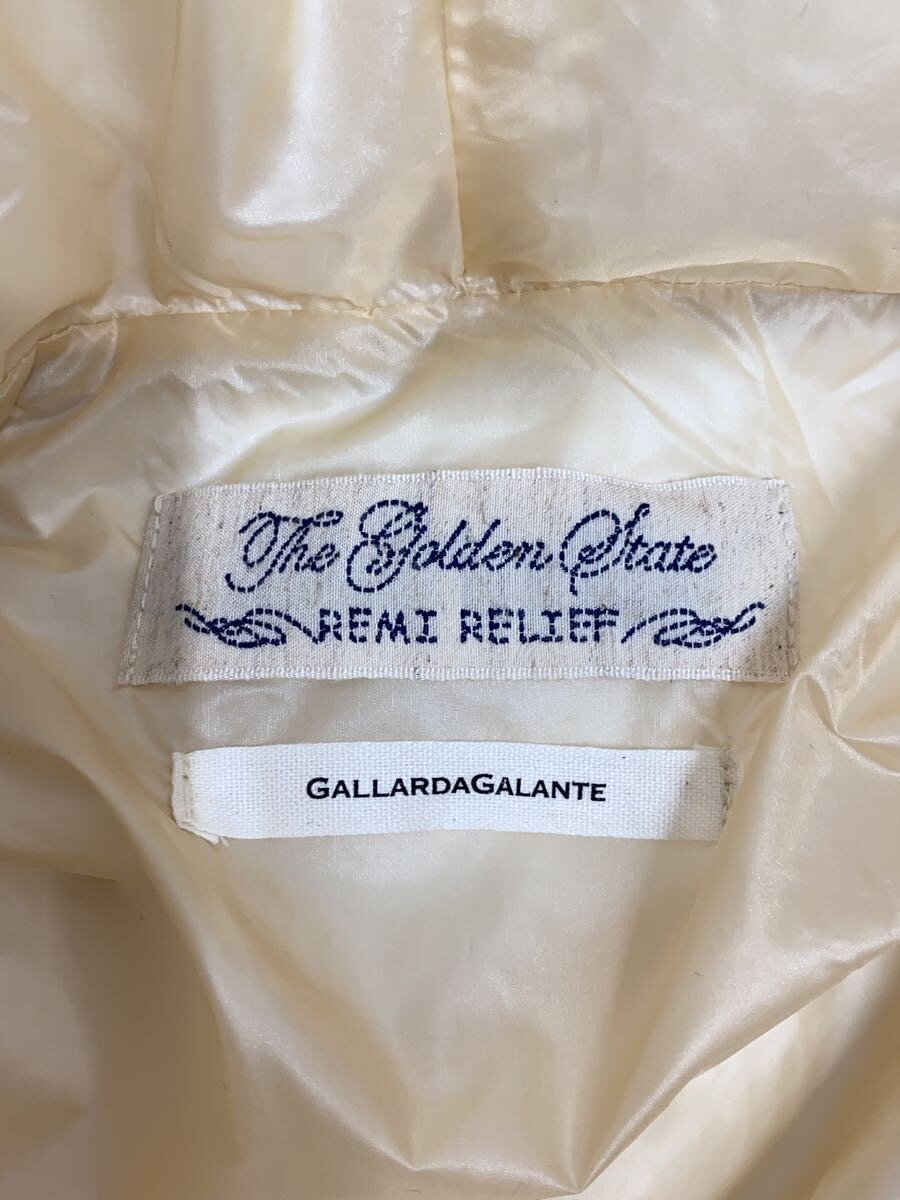 The Golden State
REMI RELIEF
GALLARDAGALANTE